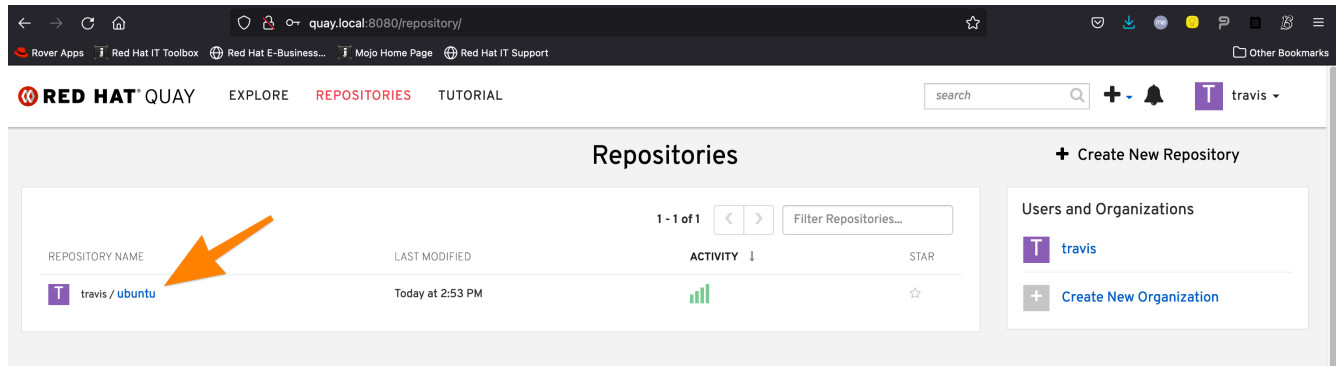 quay.local:8080/repository/
Rover Apps Red Hat IT Toolbox Red Hat E-Business... Mojo Home Page Red Hat IT Support Other Bookmarks
RED HAT® QUAY EXPLORE REPOSITORIES TUTORIAL search T travis
Repositories
Create New Repository
1 - 1 of 1 Filter Repositories...
Users and Organizations
T travis
REPOSITORY NAME LAST MODIFIED ACTIVITY STAR
T travis / ubuntu Today at 2:53 PM
Create New Organization